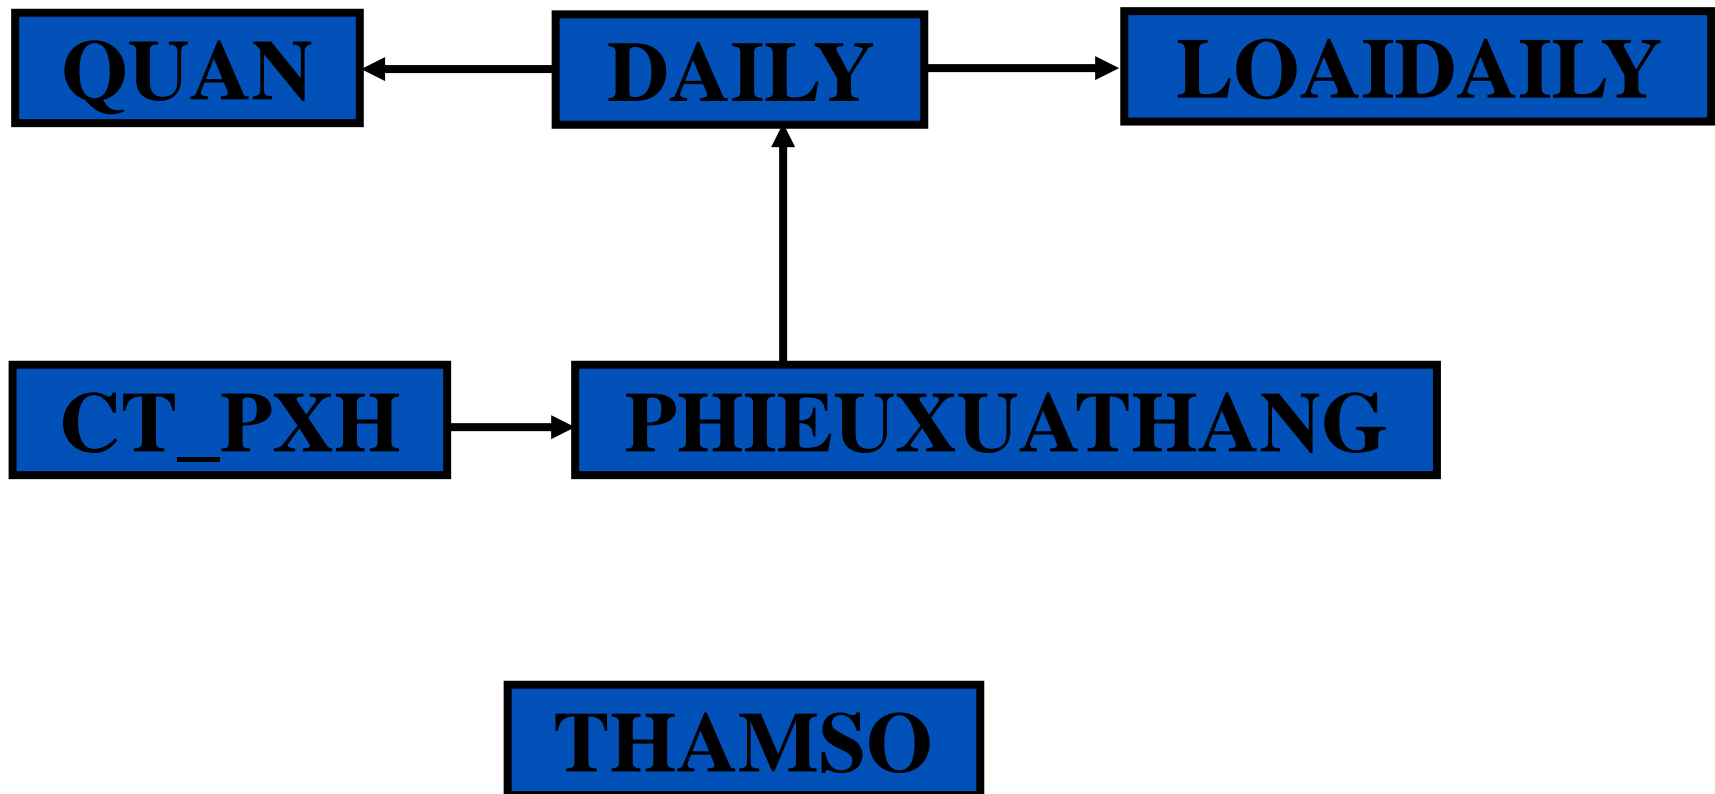 QUAN
DAILY
LOAIDAILY
CT_PXH
PHIEUXUATHANG
THAMSO